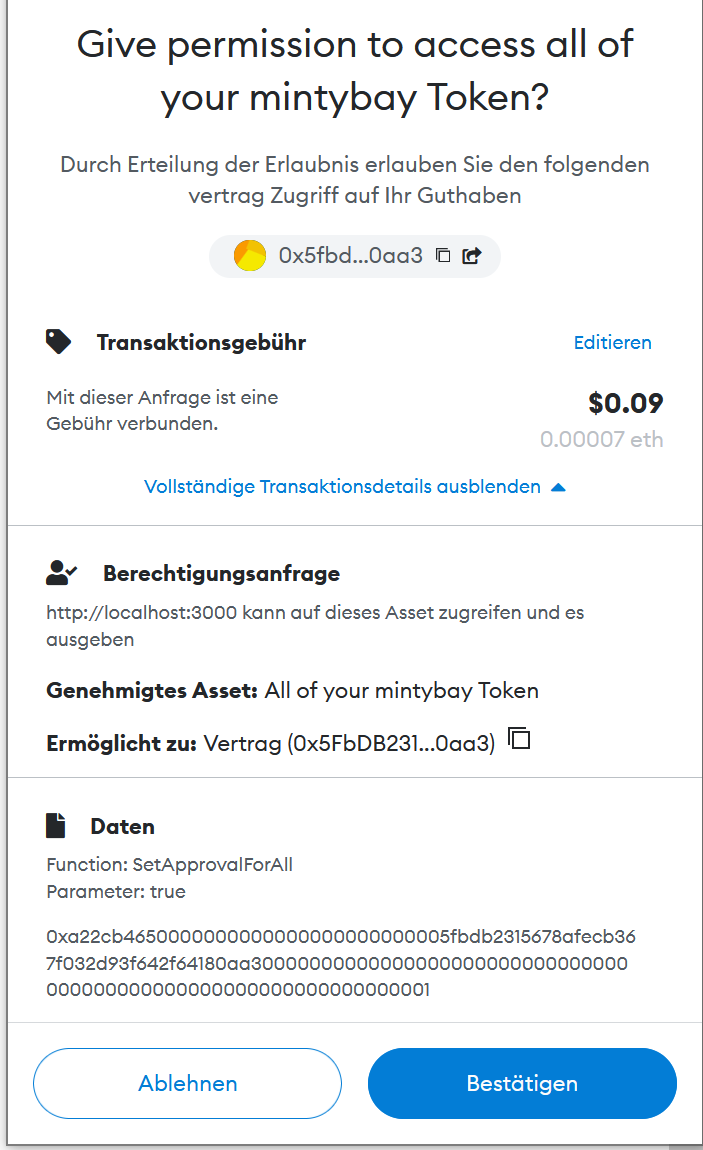 Give permission to access all of
your mintybay Token?
Durch Erteilung der Erlaubnis erlauben Sie den folgenden
vertrag Zugriff auf Ihr Guthaben
0x5fbd...0aa3
Transaktionsgebühr
Editieren
Mit dieser Anfrage ist eine
Gebühr verbunden.
$0.09
0.00007 eth
Vollständige Transaktionsdetails ausblenden
Berechtigungsanfrage
http://localhost:3000 kann auf dieses Asset zugreifen und es
ausgeben
Genehmigtes Asset: All of your mintybay Token
Ermöglicht zu: Vertrag (0x5FbDB231...0aa3)
Daten
Function: SetApprovalForAll
Parameter: true
0xa22cb4650000000000000000000000005fbdb2315678afecb36
7f032d93f642f64180aa300000000000000000000000000000000
00000000000000000000000000000001
Ablehnen
Bestätigen